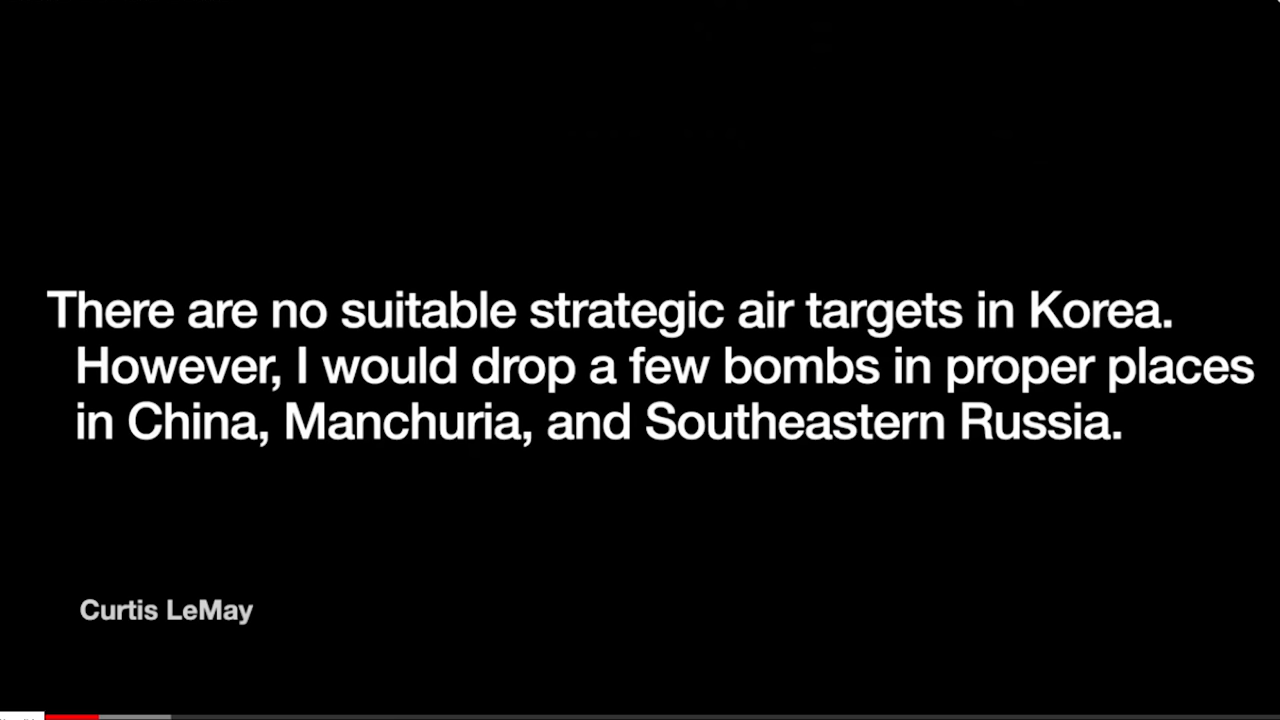 There are no suitable strategic air targets in Korea.
However, I would drop a few bombs in proper places
in China, Manchuria, and Southeastern Russia.
Curtis LeMay